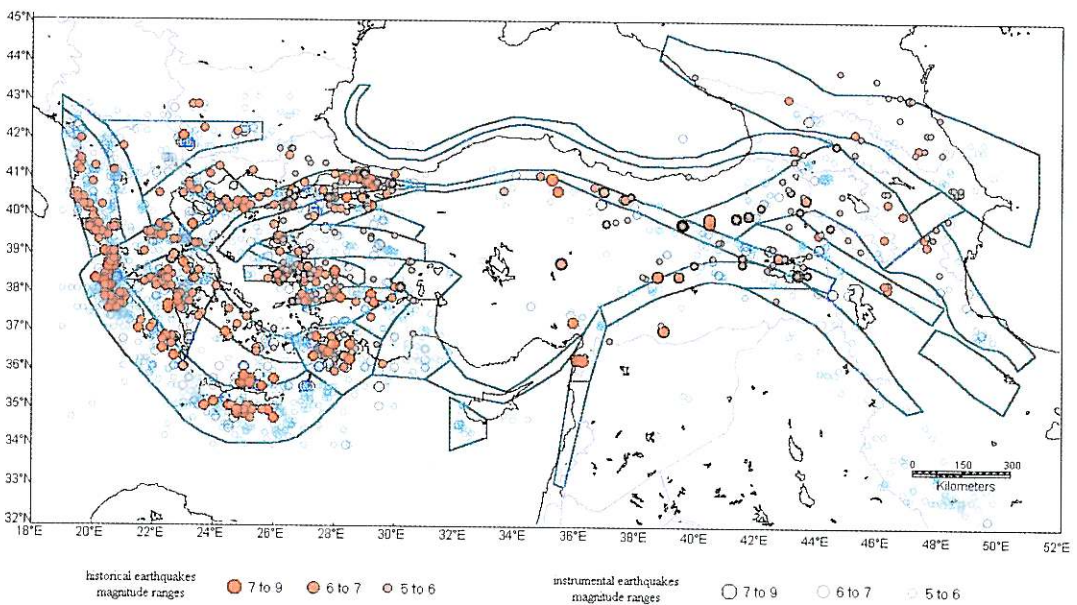 45°N
44°N
43°N
42°N
41°N
40°N
39°N
38°N
37°N
36°N
35°N
34°N
33°N
32°N
18°E 20°E 22°E 24°E 26°E 28°E 30°E 32°E 34°E 36°E 38°E 40°E 42°E 44°E 46°E 48°E 50°E 52°E
0 150 300
Kilometers
historical earthquakes
magnitude ranges
7 to 9 6 to 7 5 to 6
instrumental earthquakes
magnitude ranges
7 to 9 6 to 7 5 to 6